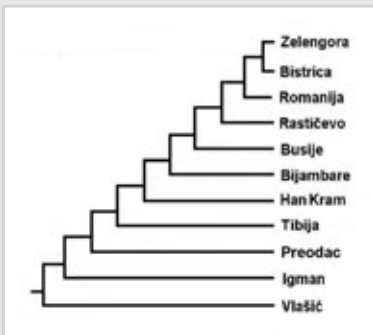 Zelengora
Bistrica
Romanija
Rastičevo
Busije
Bijambare
Han Kram
Tibija
Preodac
Igman
Vlašić